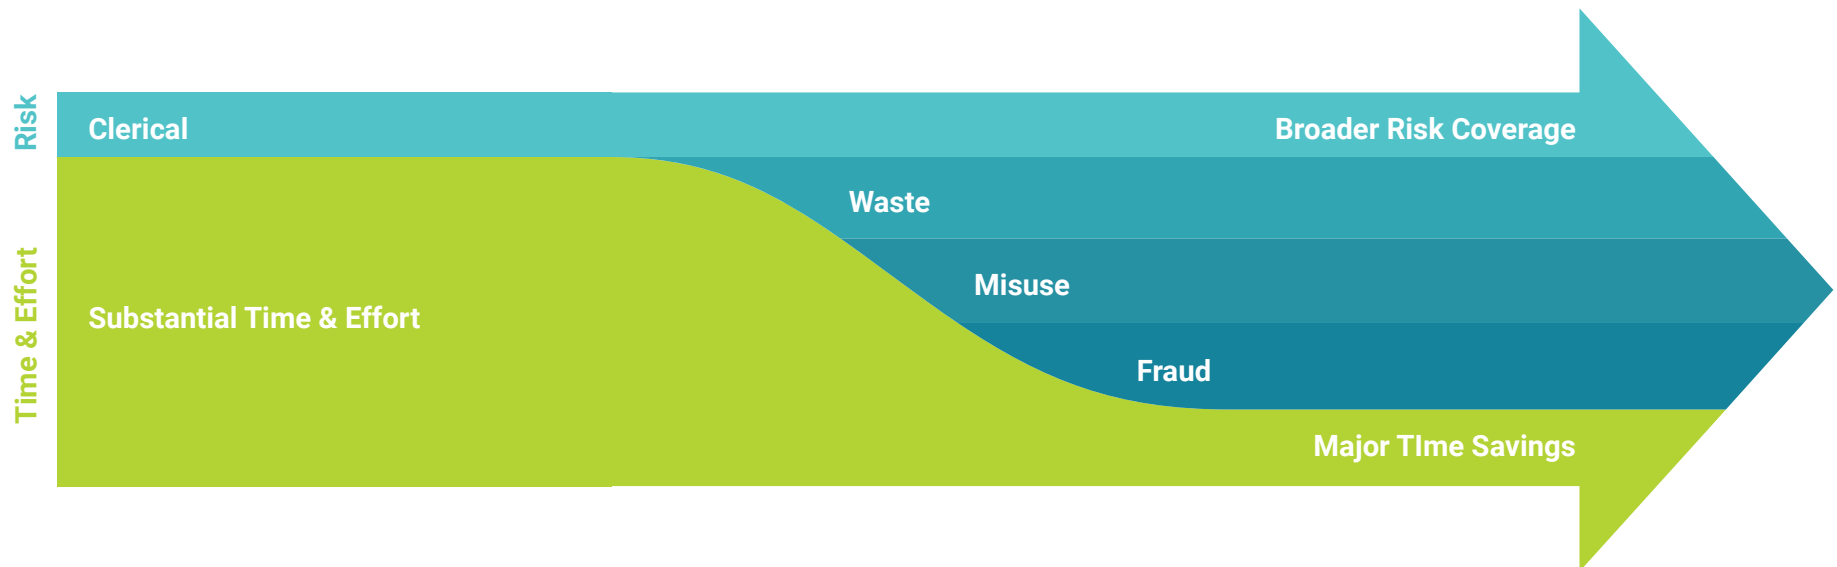 Risk
Clerical
Broader Risk Coverage
Waste
Misuse
Time & Effort
Substantial Time & Effort
Fraud
Major TIme Savings